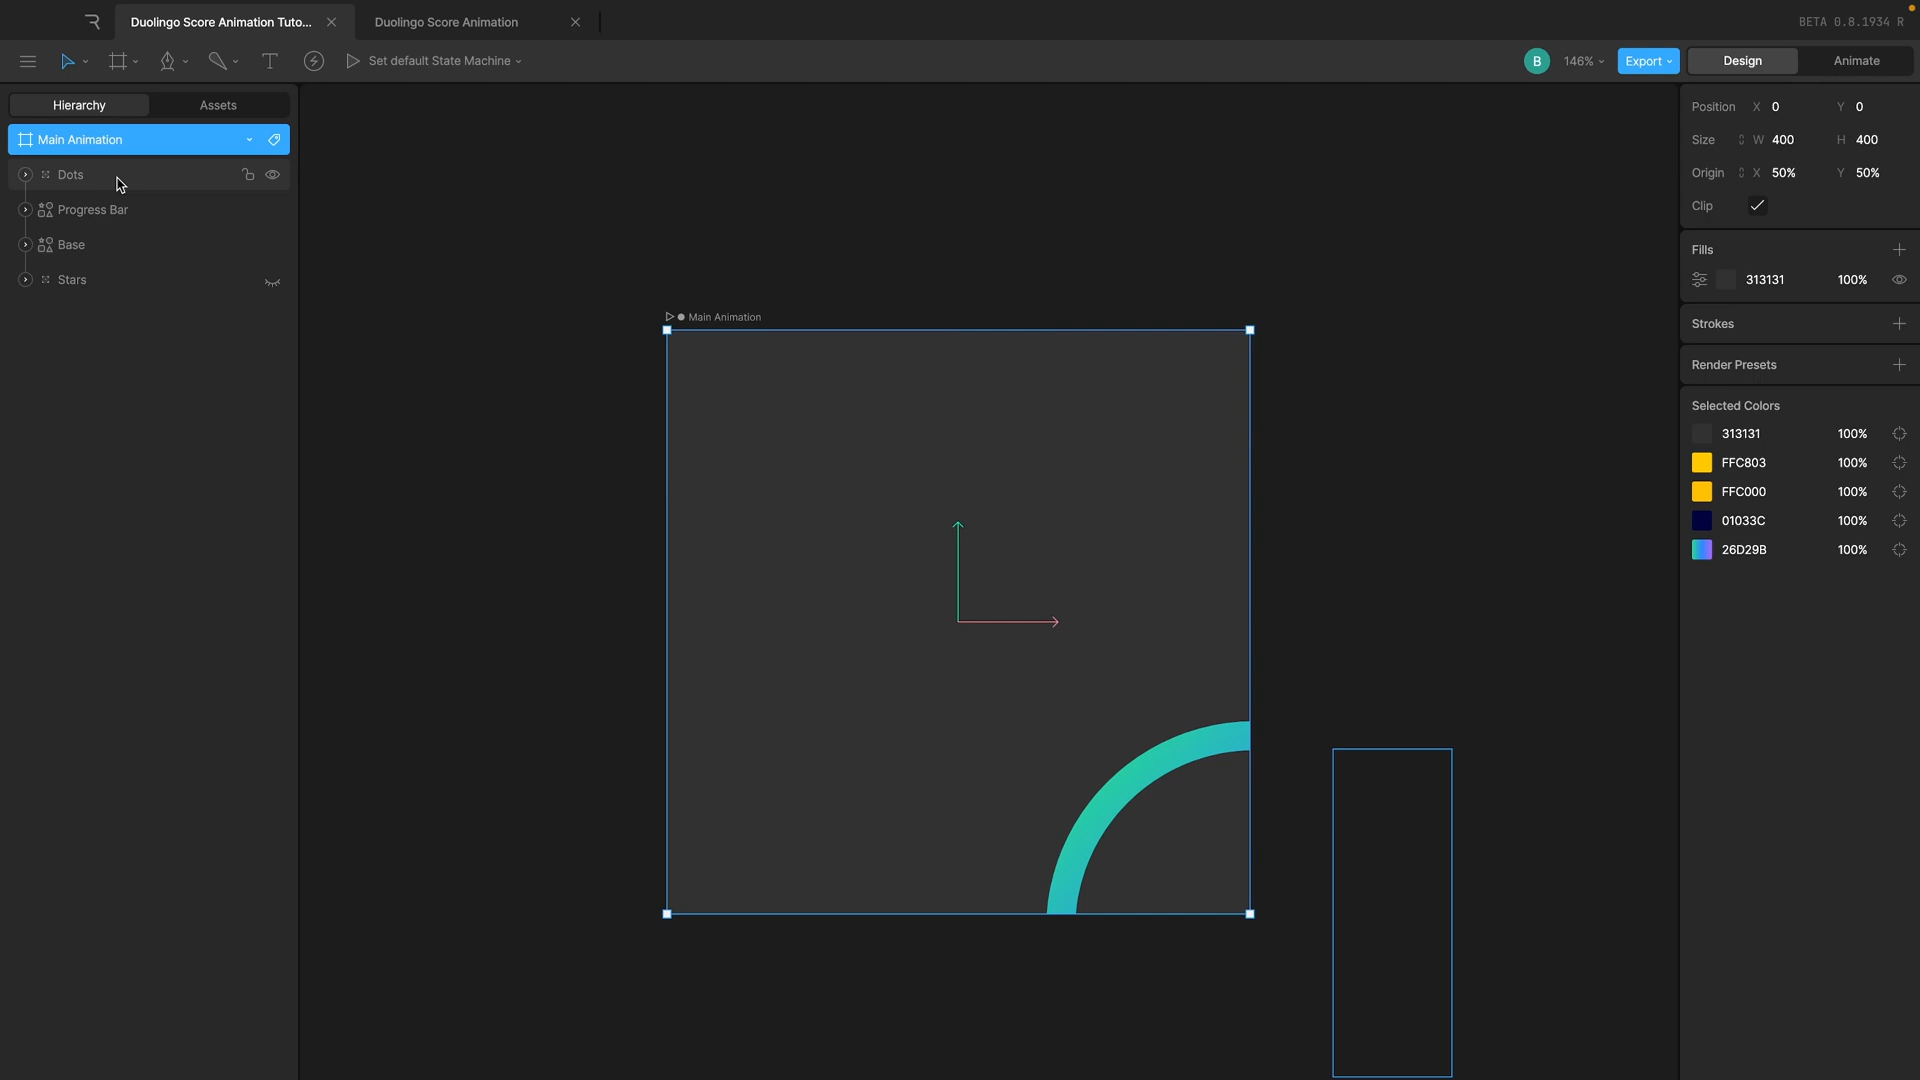 Duolingo Score Animation Tuto...
Duolingo Score Animation
BETA 0.8.1934 R
Set default State Machine
B
146%
Export
Design
Animate
Hierarchy
Assets
Main Animation
Dots
Progress Bar
Base
Stars
Main Animation
Position X 0 Y 0
Size W 400 H 400
Origin X 50% Y 50%
Clip
Fills
313131 100%
Strokes
Render Presets
Selected Colors
313131 100%
FFC803 100%
FFC000 100%
01033C 100%
26D29B 100%